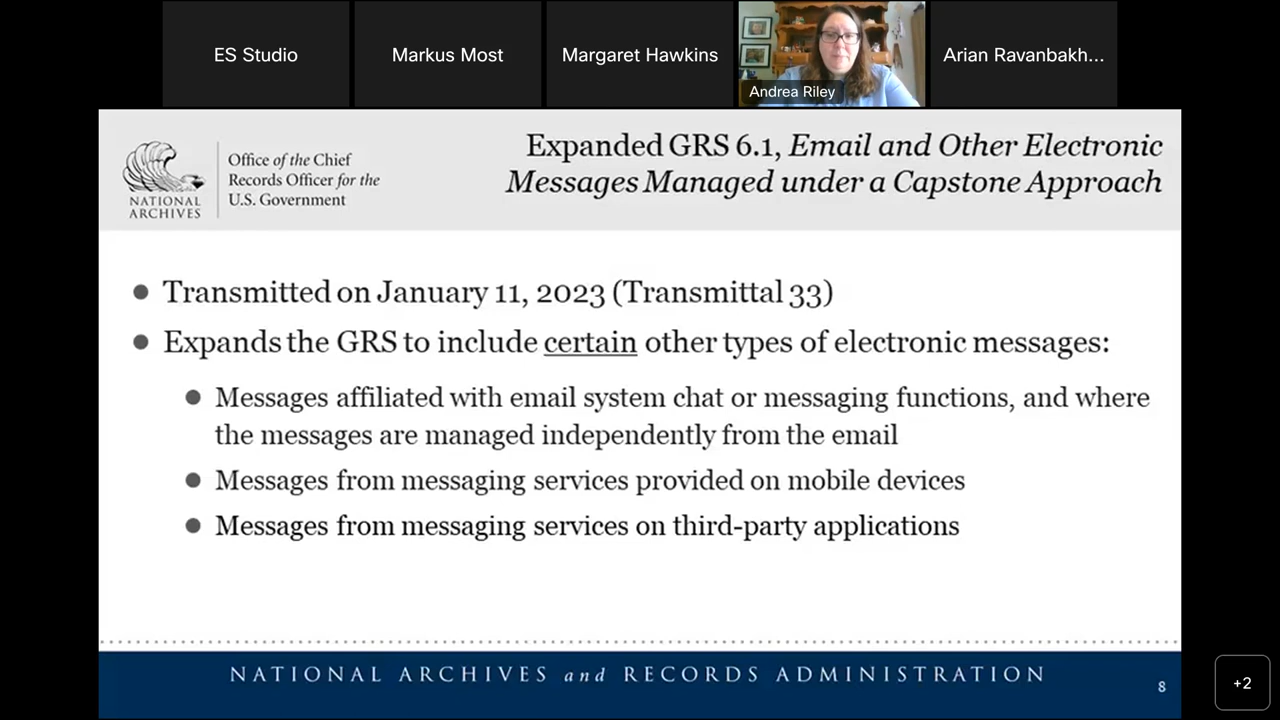 ES Studio
Markus Most
Margaret Hawkins
Andrea Riley
Arian Ravanbakh...
NATIONAL
ARCHIVES
Office of the Chief
Records Officer for the
U.S. Government
Expanded GRS 6.1, Email and Other Electronic
Messages Managed under a Capstone Approach
● Transmitted on January 11, 2023 (Transmittal 33)
● Expands the GRS to include certain other types of electronic messages:
● Messages affiliated with email system chat or messaging functions, and where
the messages are managed independently from the email
● Messages from messaging services provided on mobile devices
● Messages from messaging services on third-party applications
NATIONAL ARCHIVES and RECORDS ADMINISTRATION
8
+2